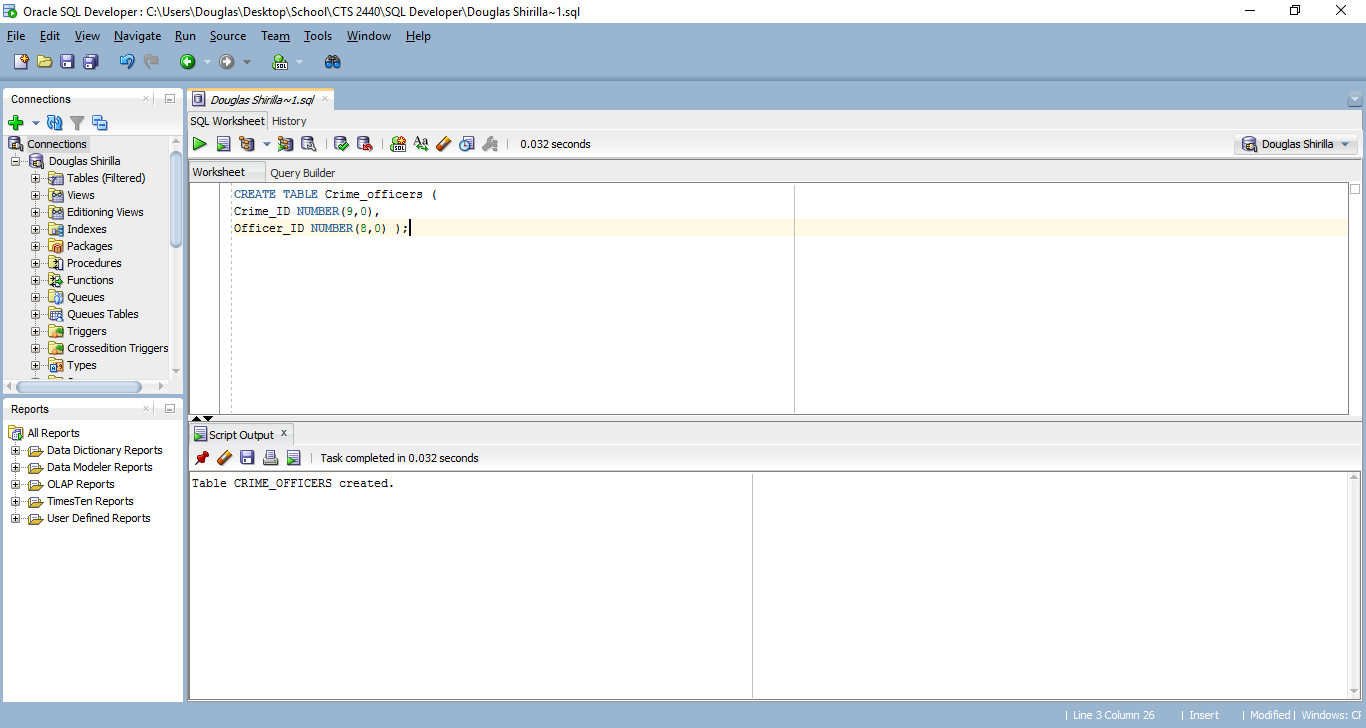 Oracle SQL Developer : C:\Users\Douglas\Desktop\School\CTS 2440\SQL Developer\Douglas Shirilla~1.sql
File Edit View Navigate Run Source Team Tools Window Help
Connections
Connections
Douglas Shirilla
Tables (Filtered)
Views
Editioning Views
Indexes
Packages
Procedures
Functions
Queues
Queues Tables
Triggers
Crossedition Triggers
Types
Reports
All Reports
Data Dictionary Reports
Data Modeler Reports
OLAP Reports
TimesTen Reports
User Defined Reports
Douglas Shirilla~1.sql
SQL Worksheet History
0.032 seconds
Douglas Shirilla
Worksheet Query Builder
CREATE TABLE Crime_officers (
Crime_ID NUMBER(9,0),
Officer_ID NUMBER(8,0) );
Script Output
Task completed in 0.032 seconds
Table CRIME_OFFICERS created.
| Line 3 Column 26 | Insert | Modified | Windows: